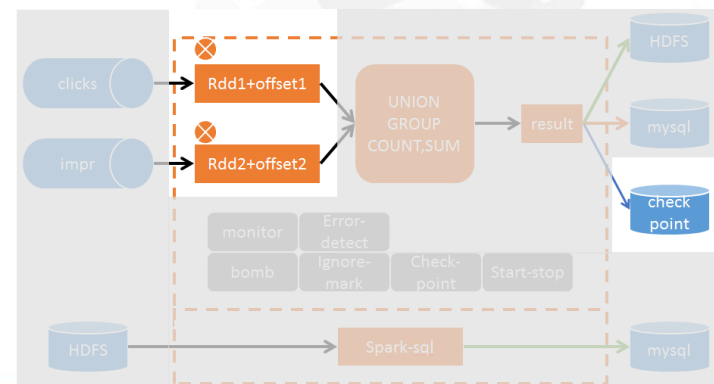 HDFS
clicks
Rdd1+offset1
UNION
GROUP
COUNT,SUM
result
mysql
impr
Rdd2+offset2
check
point
monitor
Error-
detect
bomb
Ignore-
mark
Check-
point
Start-stop
HDFS
Spark-sql
mysql